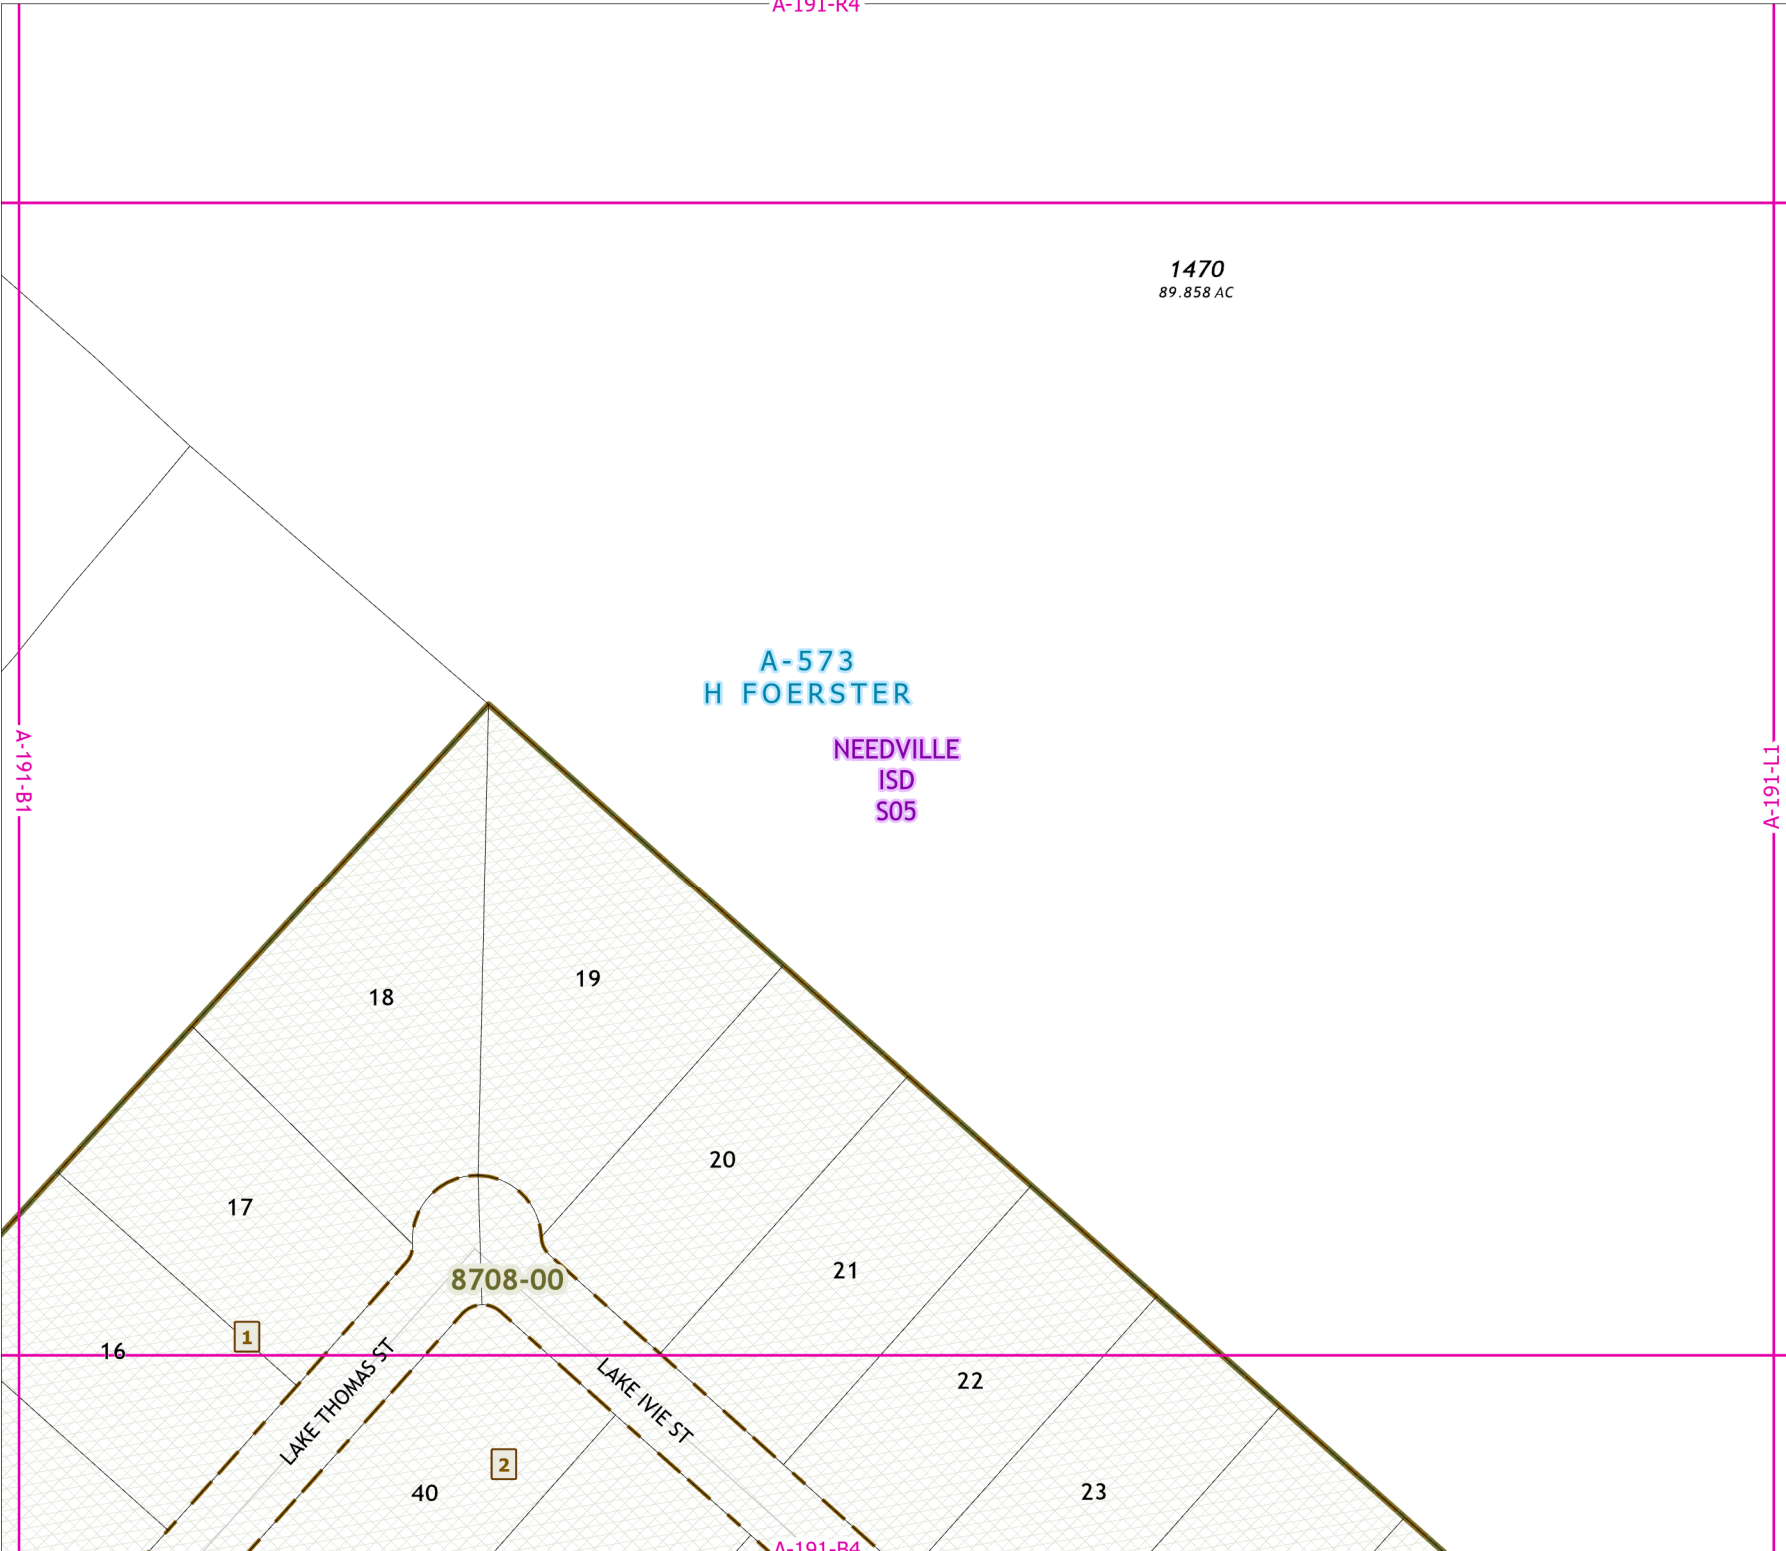 A-191-R4
1470
89.858 AC
A-573
H FOERSTER
NEEDVILLE
ISD
S05
A-191-B1
A-191-L1
19
18
20
17
21
8708-00
1
16
LAKE THOMAS ST
LAKE IVIE ST
22
2
40
23
A-191-B4